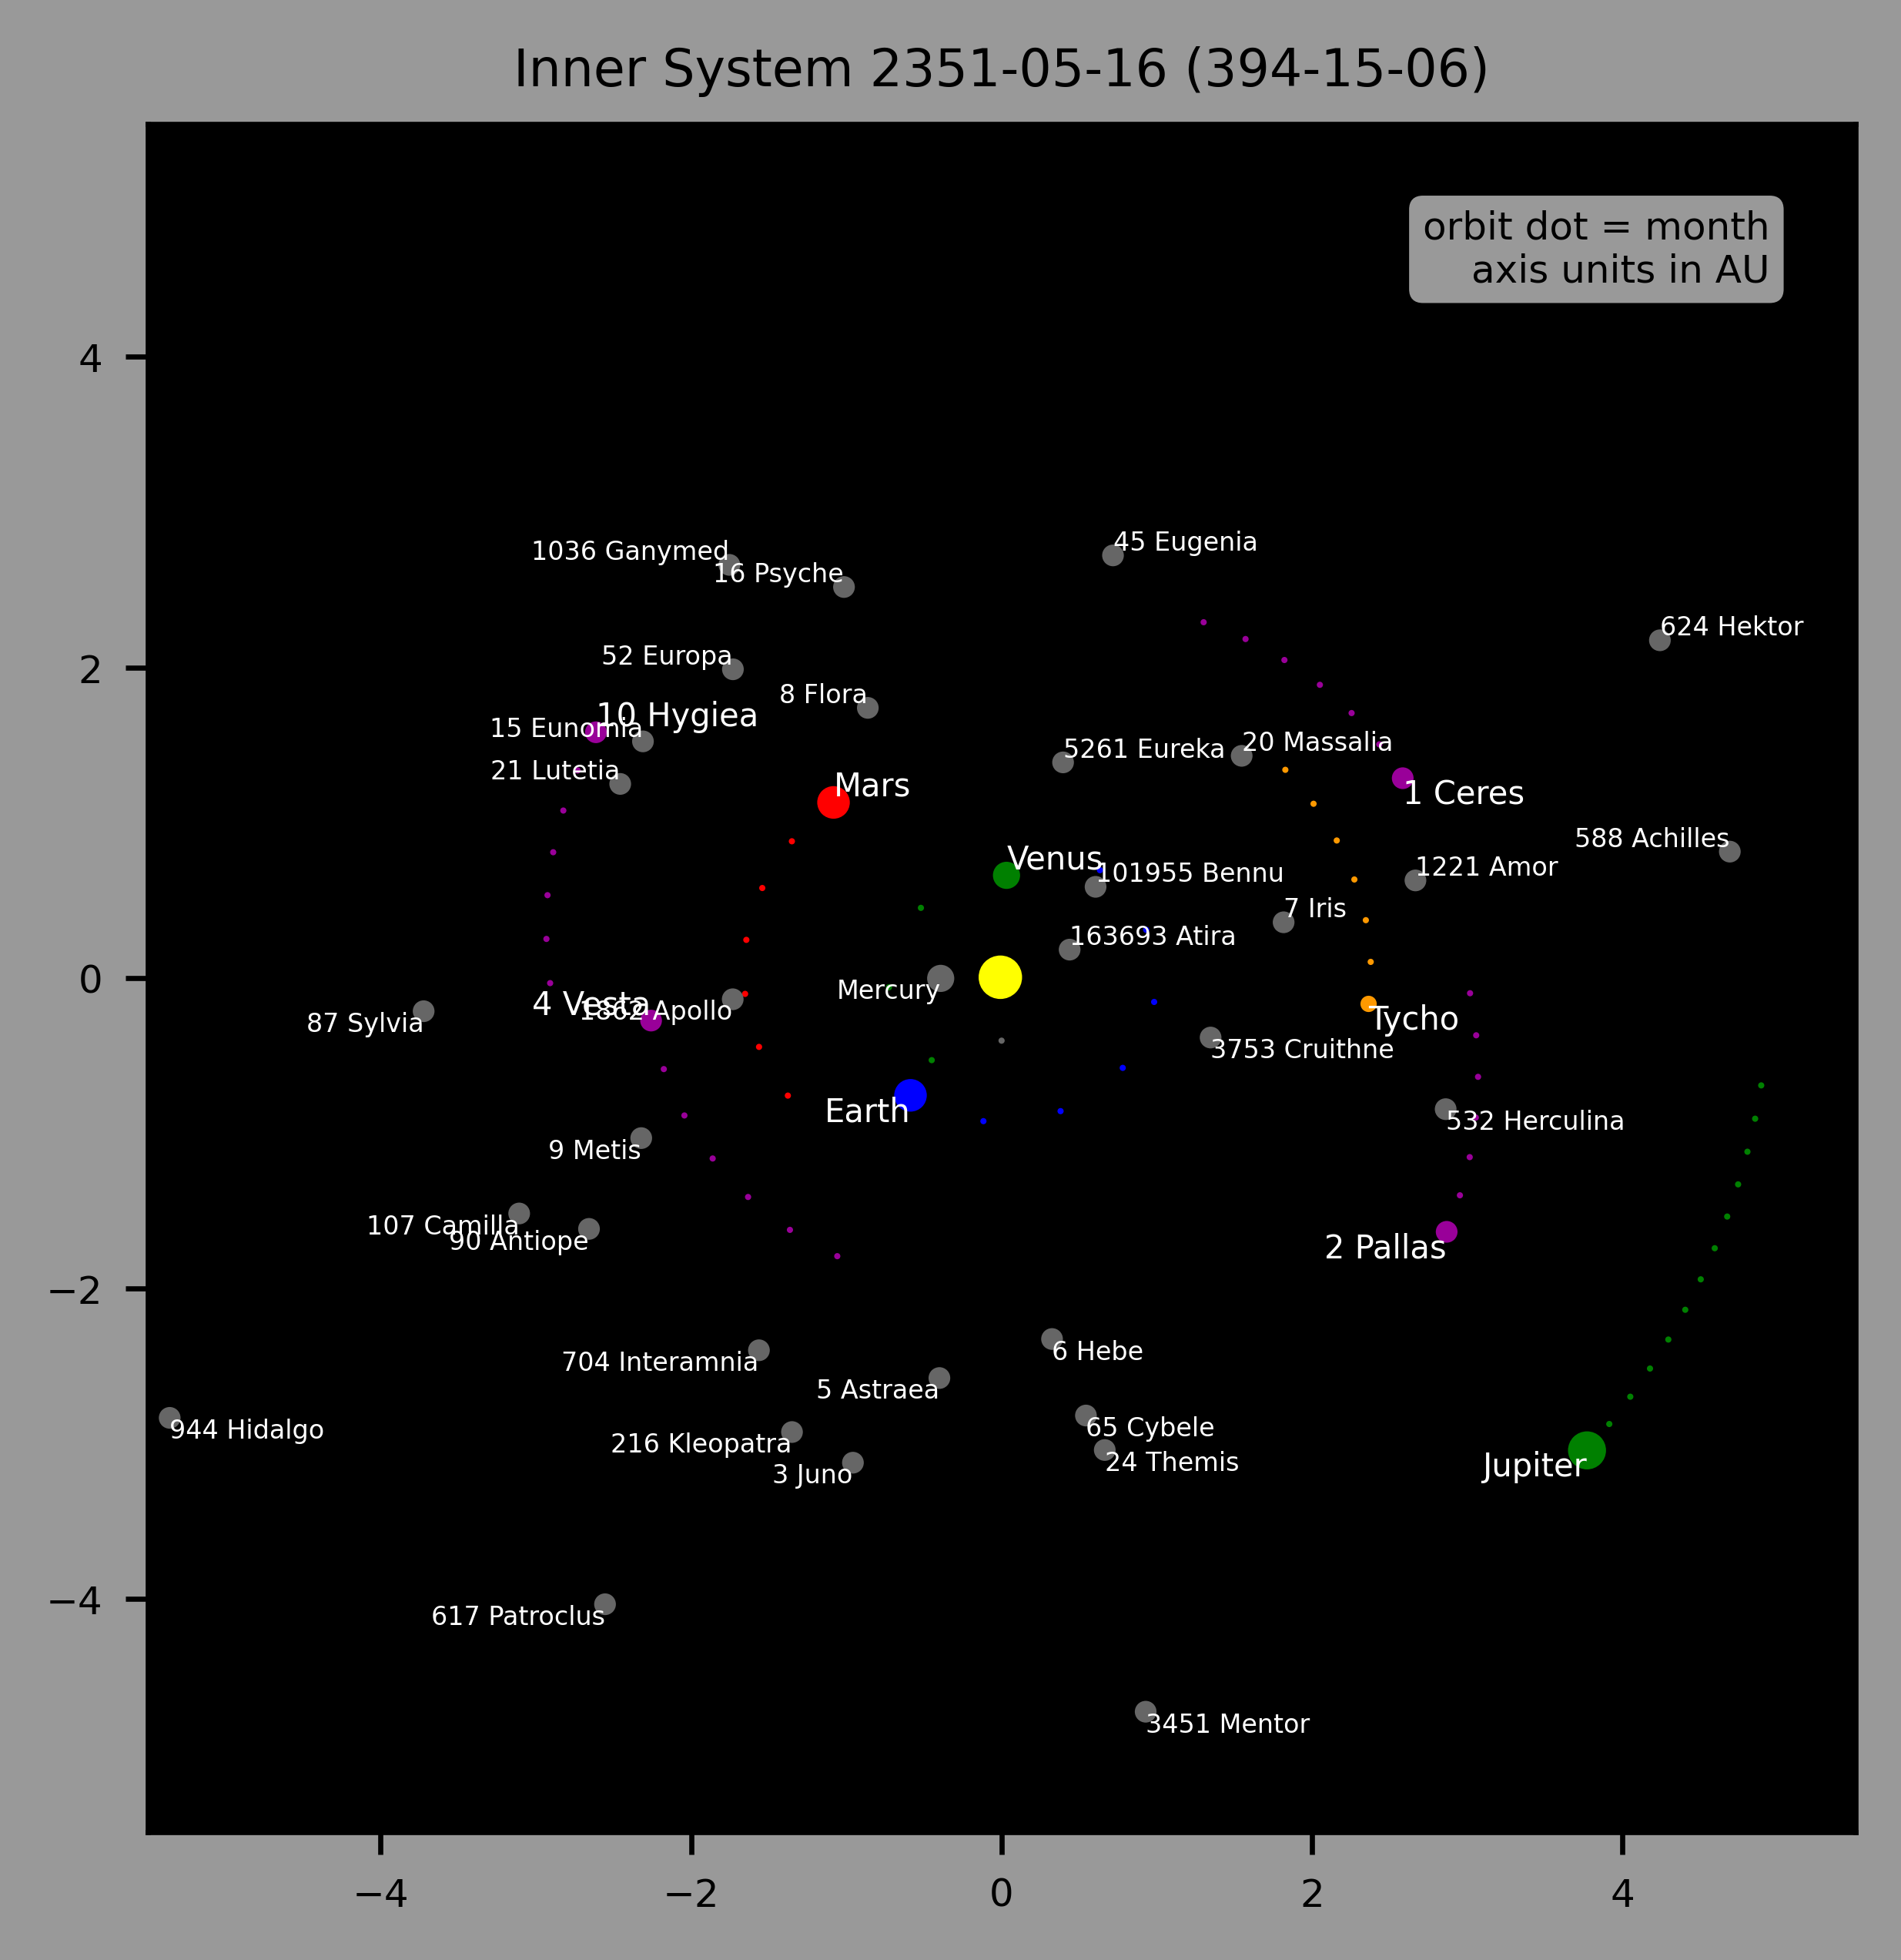 Inner System 2351-05-16 (394-15-06)
orbit dot = month
axis units in AU
4
2
0
−2
−4
1036 Ganymed
45 Eugenia
16 Psyche
624 Hektor
52 Europa
8 Flora
10 Hygiea
15 Eunomia
5261 Eureka
20 Massalia
21 Lutetia
Mars
1 Ceres
588 Achilles
Venus
101955 Bennu
1221 Amor
7 Iris
163693 Atira
Mercury
4 Vesta
1862 Apollo
87 Sylvia
Tycho
3753 Cruithne
Earth
532 Herculina
9 Metis
107 Camilla
90 Antiope
2 Pallas
704 Interamnia
6 Hebe
5 Astraea
944 Hidalgo
65 Cybele
216 Kleopatra
24 Themis
3 Juno
Jupiter
617 Patroclus
3451 Mentor
−4
−2
0
2
4